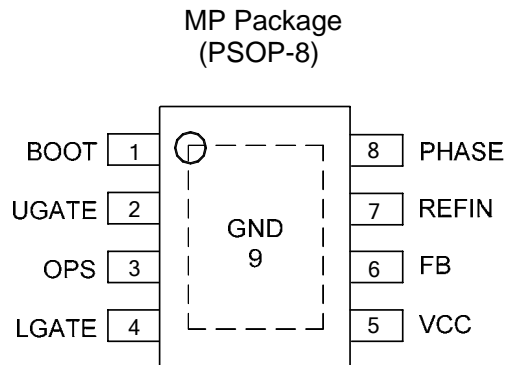 MP Package
(PSOP-8)
BOOT 1 8 PHASE
UGATE 2 7 REFIN
GND
OPS 3 9 6 FB
LGATE 4 5 VCC